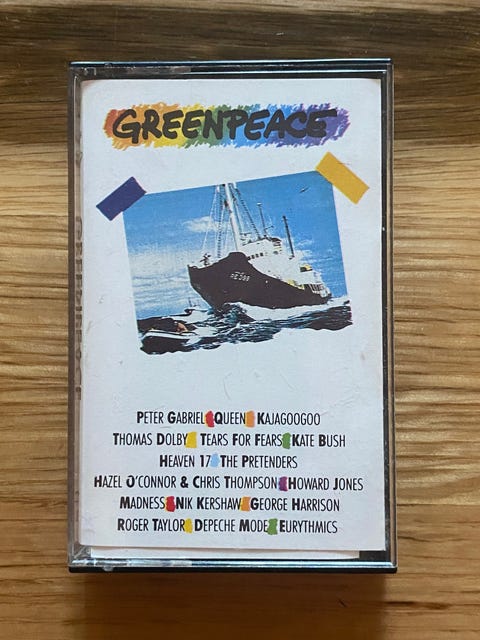 GREENPEACE
PETER GABRIEL QUEEN KAJAGOOGOO
THOMAS DOLBY TEARS FOR FEARS KATE BUSH
HEAVEN 17 THE PRETENDERS
HAZEL O'CONNOR & CHRIS THOMPSON HOWARD JONES
MADNESS NIK KERSHAW GEORGE HARRISON
ROGER TAYLOR DEPECHE MODE EURYTHMICS